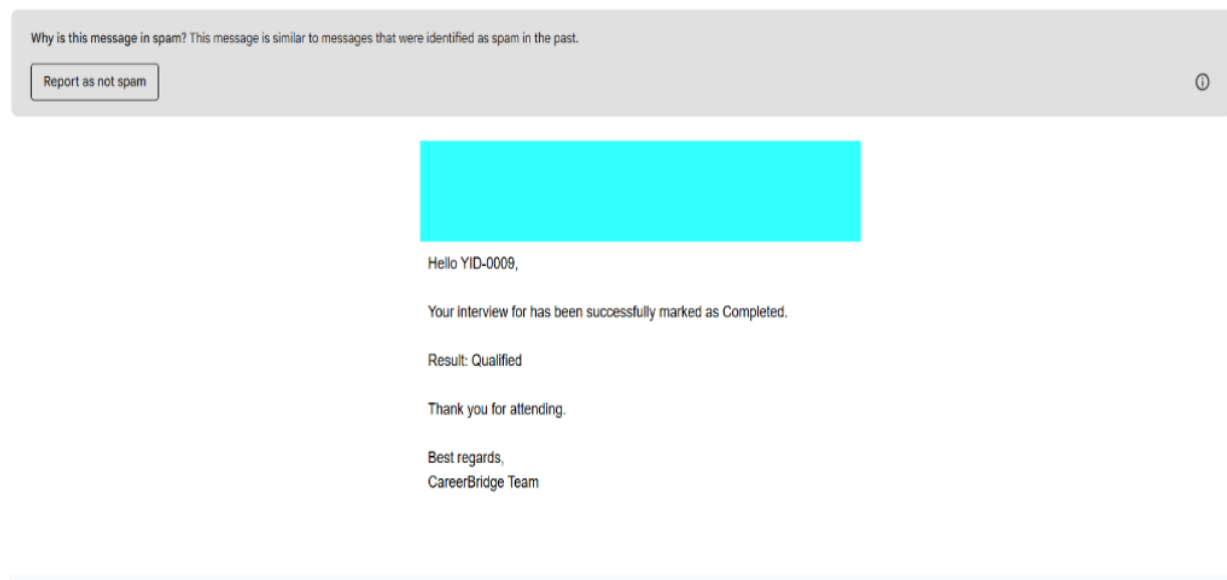 Why is this message in spam? This message is similar to messages that were identified as spam in the past.
Report as not spam
Hello YID-0009,
Your interview for has been successfully marked as Completed.
Result: Qualified
Thank you for attending.
Best regards,
CareerBridge Team